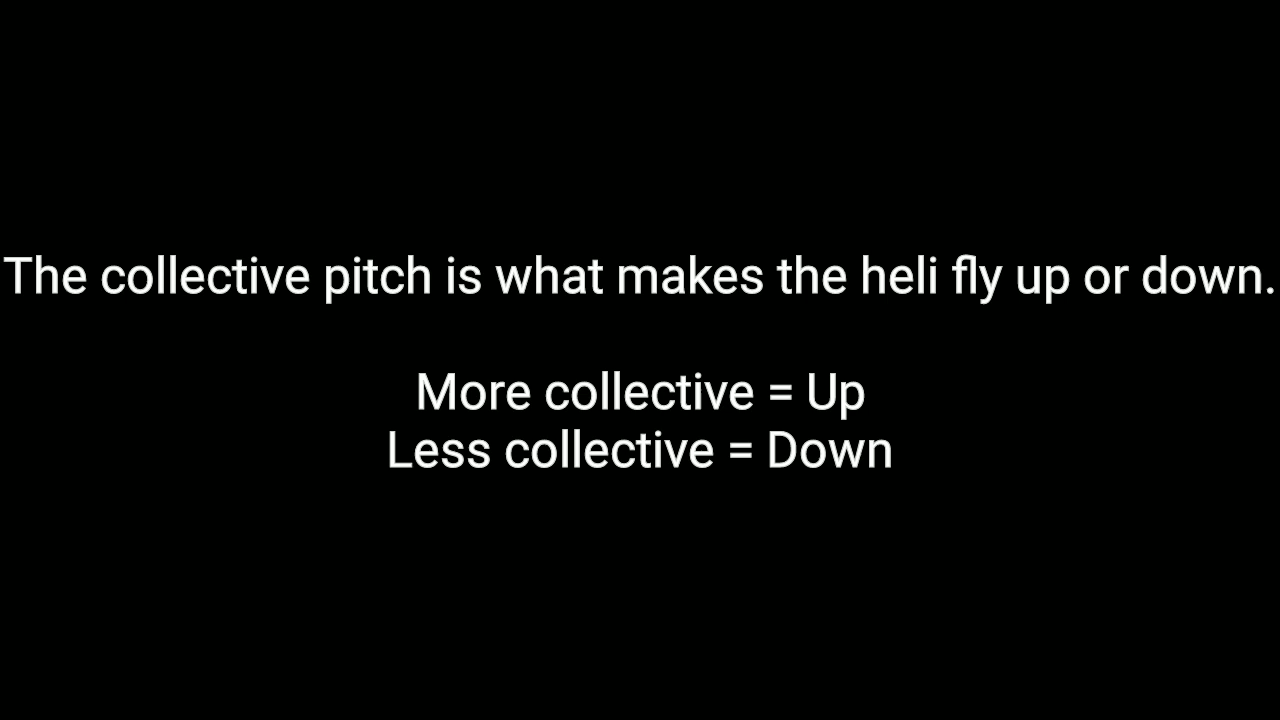 The collective pitch is what makes the heli fly up or down.
More collective = Up
Less collective = Down